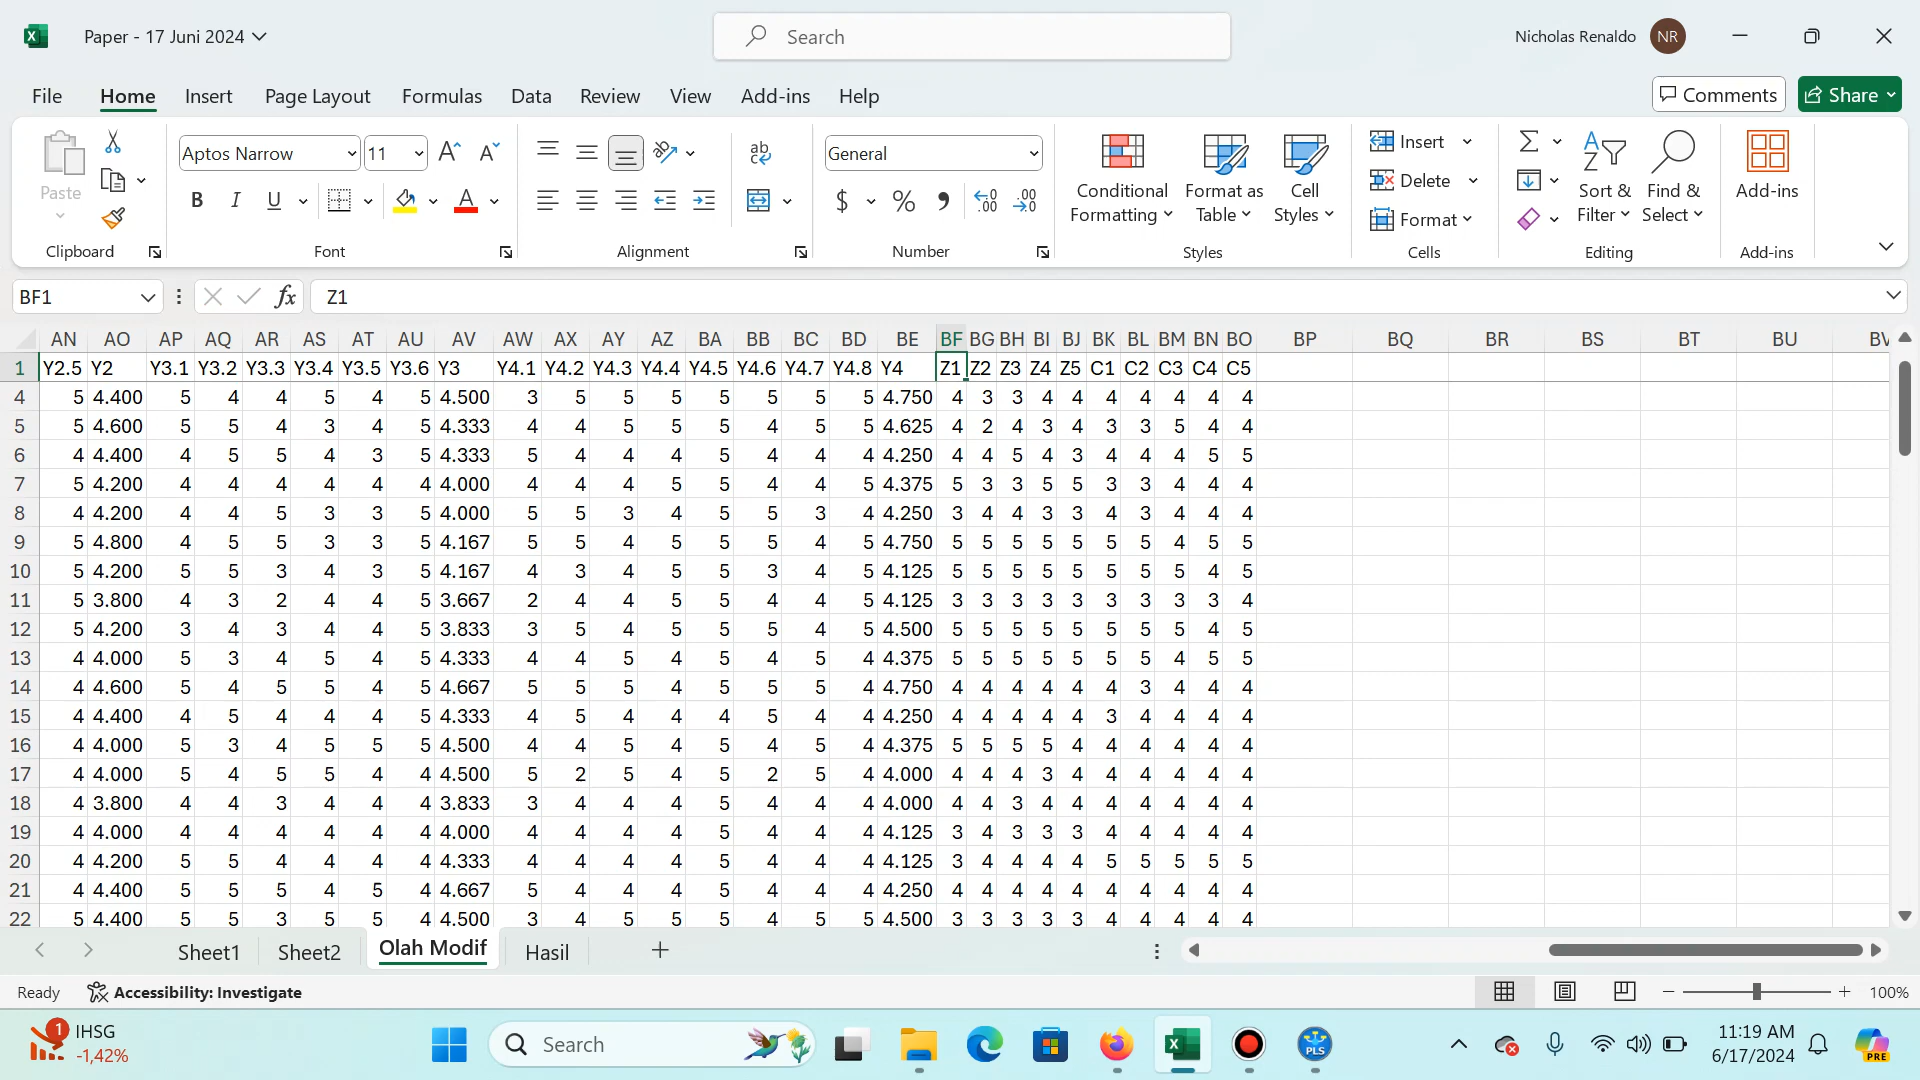 Paper - 17 Juni 2024
Search
Nicholas Renaldo
NR
File Home Insert Page Layout Formulas Data Review View Add-ins Help
Comments
Share
Paste
Aptos Narrow
11
General
B I U
Conditional Formatting
Format as Table
Cell Styles
Insert
Delete
Format
Sort & Filter
Find & Select
Add-ins
Clipboard Font Alignment Number Styles Cells Editing Add-ins
BF1
fx
Z1
AN AO AP AQ AR AS AT AU AV AW AX AY AZ BA BB BC BD BE BF BG BH BI BJ BK BL BM BN BO BP BQ BR BS BT BU BV
1 Y2.5 Y2 Y3.1 Y3.2 Y3.3 Y3.4 Y3.5 Y3.6 Y3 Y4.1 Y4.2 Y4.3 Y4.4 Y4.5 Y4.6 Y4.7 Y4.8 Y4 Z1 Z2 Z3 Z4 Z5 C1 C2 C3 C4 C5
4 5 4.400 5 4 4 5 4 5 4.500 3 5 5 5 5 5 5 5 4.750 4 3 3 4 4 4 4 4 4 4
5 5 4.600 5 5 4 3 4 5 4.333 4 4 5 5 5 4 5 5 4.625 4 2 4 3 4 3 3 5 4 4
6 4 4.400 4 5 5 4 3 5 4.333 5 4 4 4 5 4 4 4 4.250 4 4 5 4 3 4 4 4 5 5
7 5 4.200 4 4 4 4 4 4 4.000 4 4 4 5 5 4 4 5 4.375 5 3 3 5 5 3 3 4 4 4
8 4 4.200 4 4 5 3 3 5 4.000 5 5 3 4 5 5 3 4 4.250 3 4 4 3 3 4 3 4 4 4
9 5 4.800 4 5 5 3 3 5 4.167 5 5 4 5 5 5 4 5 4.750 5 5 5 5 5 5 5 4 5 5
10 5 4.200 5 5 3 4 3 5 4.167 4 3 4 5 5 3 4 5 4.125 5 5 5 5 5 5 5 5 4 5
11 5 3.800 4 3 2 4 4 5 3.667 2 4 4 5 5 4 4 5 4.125 3 3 3 3 3 3 3 3 3 4
12 5 4.200 3 4 3 4 4 5 3.833 3 5 4 5 5 5 4 5 4.500 5 5 5 5 5 5 5 5 4 5
13 4 4.000 5 3 4 5 4 5 4.333 4 4 5 4 5 4 5 4 4.375 5 5 5 5 5 5 5 4 5 5
14 4 4.600 5 4 5 5 4 5 4.667 5 5 5 4 5 5 5 4 4.750 4 4 4 4 4 4 3 4 4 4
15 4 4.400 4 5 4 4 4 5 4.333 4 5 4 4 4 5 4 4 4.250 4 4 4 4 4 3 4 4 4 4
16 4 4.000 5 3 4 5 5 5 4.500 4 4 5 4 5 4 5 4 4.375 5 5 5 5 4 4 4 4 4 4
17 4 4.000 5 4 5 5 4 4 4.500 5 2 5 4 5 2 5 4 4.000 4 4 4 3 4 4 4 4 4 4
18 4 3.800 4 4 3 4 4 4 3.833 3 4 4 4 5 4 4 4 4.000 4 4 3 4 4 4 4 4 4 4
19 4 4.000 4 4 4 4 4 4 4.000 4 4 4 4 5 4 4 4 4.125 3 4 3 3 3 4 4 4 4 4
20 4 4.200 5 5 4 4 4 4 4.333 4 4 4 4 5 4 4 4 4.125 3 4 4 4 4 5 5 5 5 5
21 4 4.400 5 5 5 4 5 4 4.667 5 4 4 4 5 4 4 4 4.250 4 4 4 4 4 4 4 4 4 4
22 5 4.400 5 5 3 5 5 4 4.500 3 4 5 5 5 4 5 5 4.500 3 3 3 3 3 4 4 4 4 4
Sheet1 Sheet2 Olah Modif Hasil
Ready
Accessibility: Investigate
100%
1
IHSG
-1,42%
Search
PLS
11:19 AM
6/17/2024
PRE